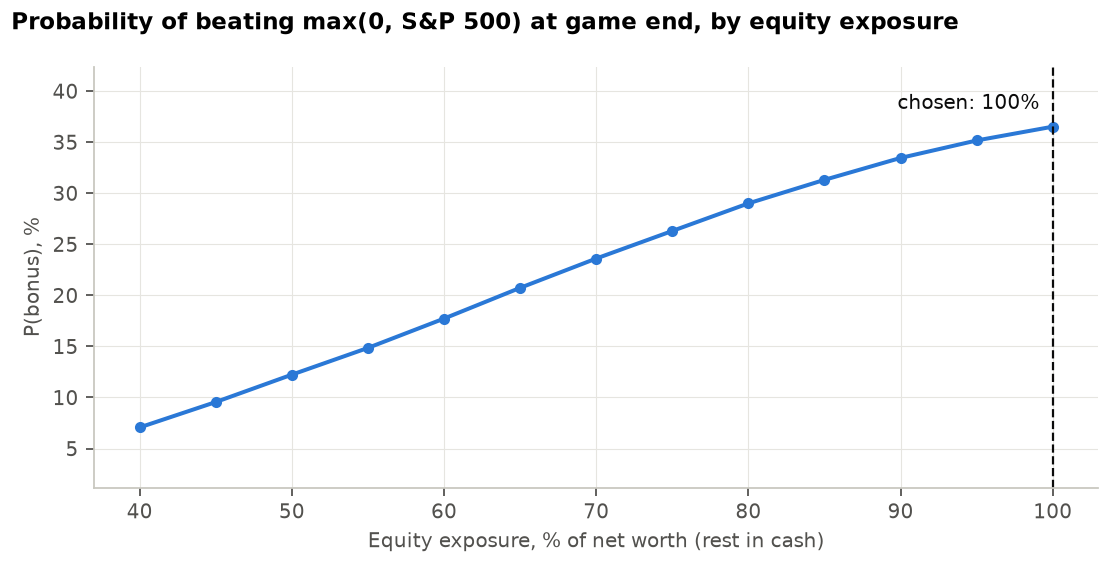 Probability of beating max(0, S&P 500) at game end, by equity exposure
chosen: 100%
P(bonus), %
40
35
30
25
20
15
10
5
40 50 60 70 80 90 100
Equity exposure, % of net worth (rest in cash)